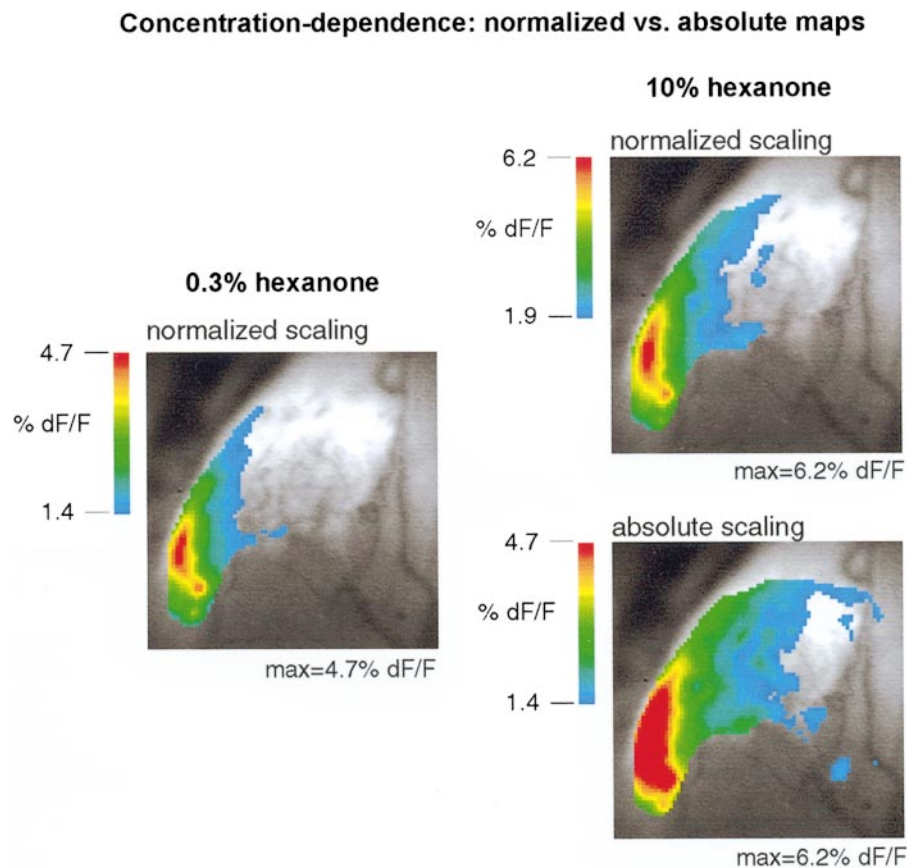 Concentration-dependence: normalized vs. absolute maps
10% hexanone
normalized scaling
6.2
% dF/F
1.9
max=6.2% dF/F
0.3% hexanone
normalized scaling
4.7
% dF/F
1.4
max=4.7% dF/F
absolute scaling
4.7
% dF/F
1.4
max=6.2% dF/F